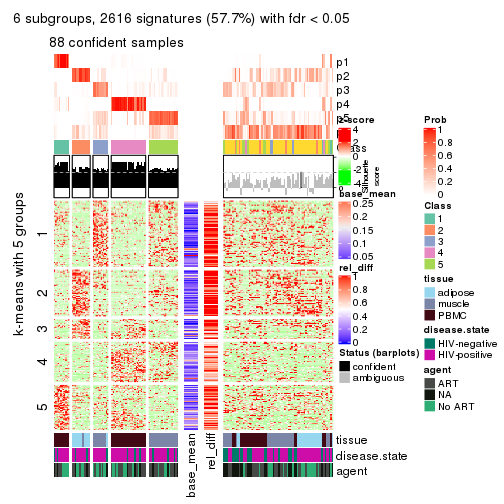 6 subgroups, 2616 signatures (57.7%) with fdr < 0.05
88 confident samples
p1
p2
p3
p4
p5
z-score
4
2
0
-2
-4
Silhouette
score
base_mean
0.25
0.2
0.15
0.1
0.05
rel_diff
1
0.8
0.6
0.4
0.2
0
Status (barplots)
confident
ambiguous
Prob
1
0.8
0.6
0.4
0.2
0
Class
1
2
3
4
5
tissue
adipose
muscle
PBMC
disease.state
HIV-negative
HIV-positive
agent
ART
NA
No ART
k-means with 5 groups
1
2
3
4
5
tissue
disease.state
agent
base_mean
rel_diff